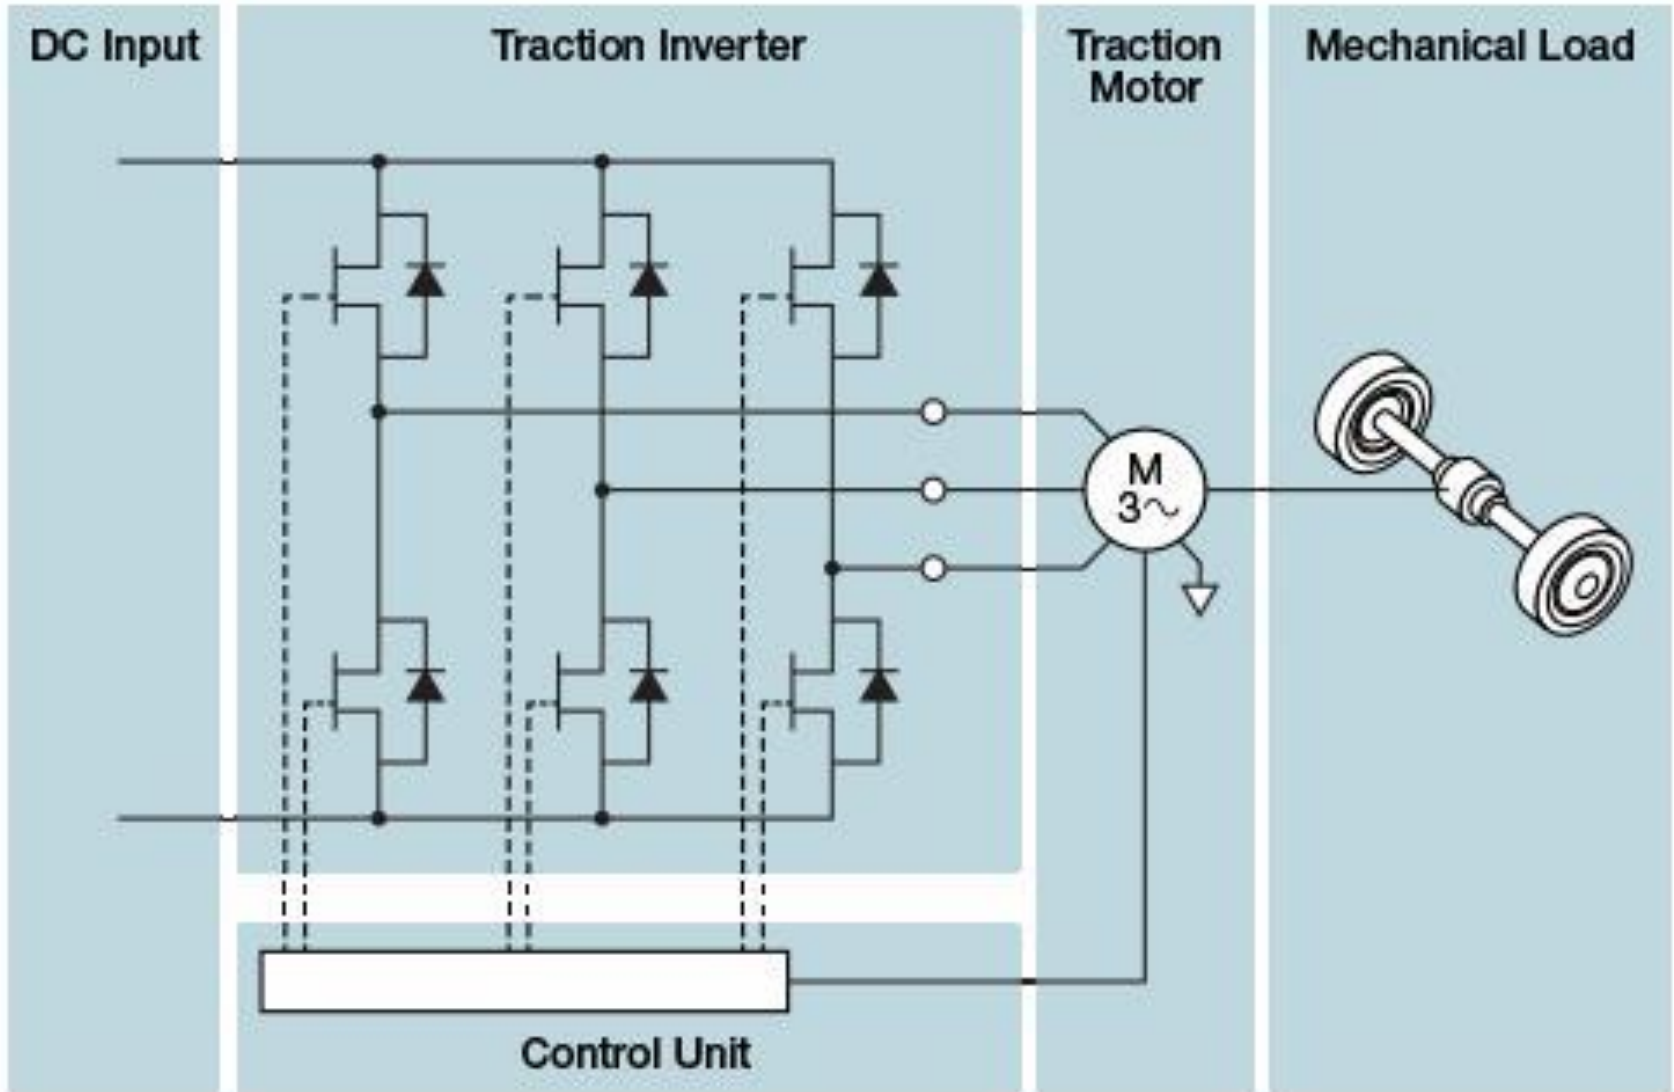 DC Input
Traction Inverter
Traction
Motor
Mechanical Load
M
3~
Control Unit